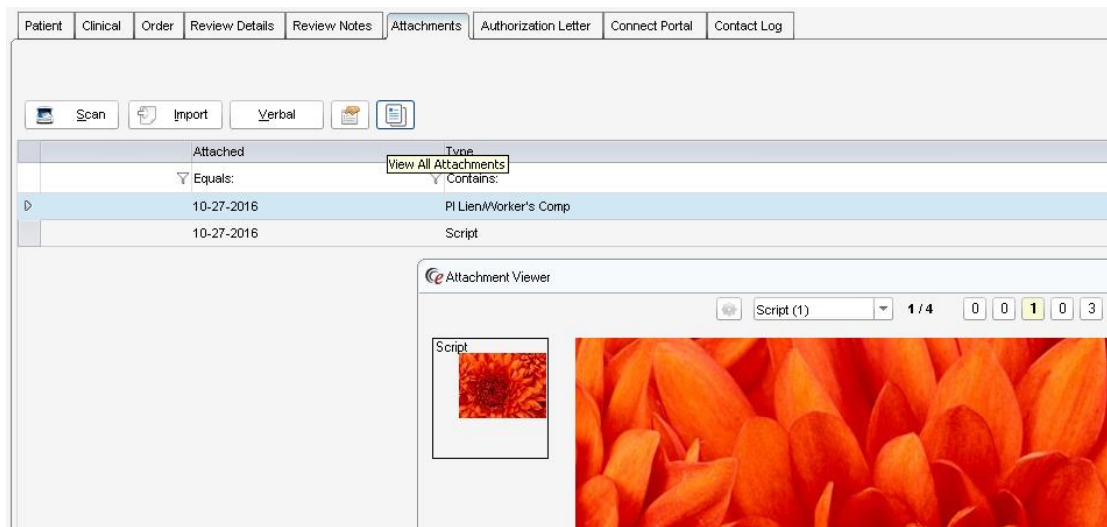 Patient Clinical Order Review Details Review Notes Attachments Authorization Letter Connect Portal Contact Log
Scan Import Verbal
Attached Type
View All Attachments
Equals: Contains:
10-27-2016 PI Lien/Worker's Comp
10-27-2016 Script
Attachment Viewer
Script (1) 1 / 4 0 0 1 0 3
Script